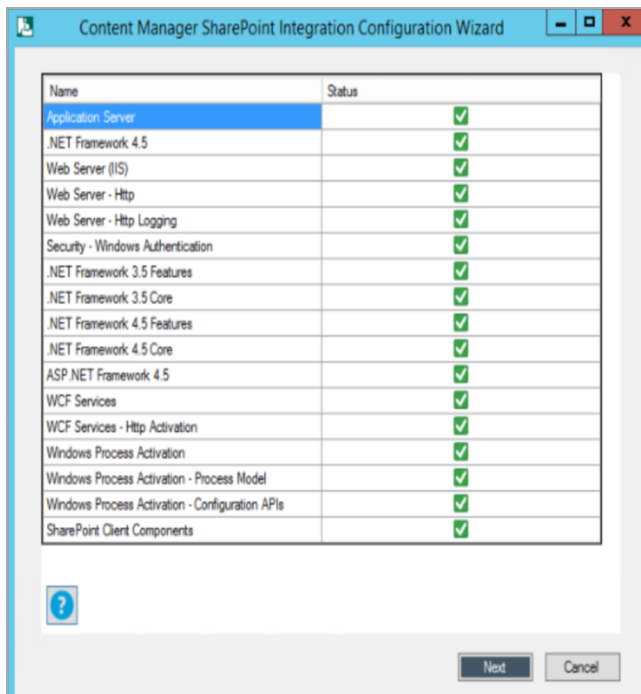 Content Manager SharePoint Integration Configuration Wizard
Name Status
Application Server
.NET Framework 4.5
Web Server (IIS)
Web Server - Http
Web Server - Http Logging
Security - Windows Authentication
.NET Framework 3.5 Features
.NET Framework 3.5 Core
.NET Framework 4.5 Features
.NET Framework 4.5 Core
ASP.NET Framework 4.5
WCF Services
WCF Services - Http Activation
Windows Process Activation
Windows Process Activation - Process Model
Windows Process Activation - Configuration APIs
SharePoint Client Components
?
Next Cancel